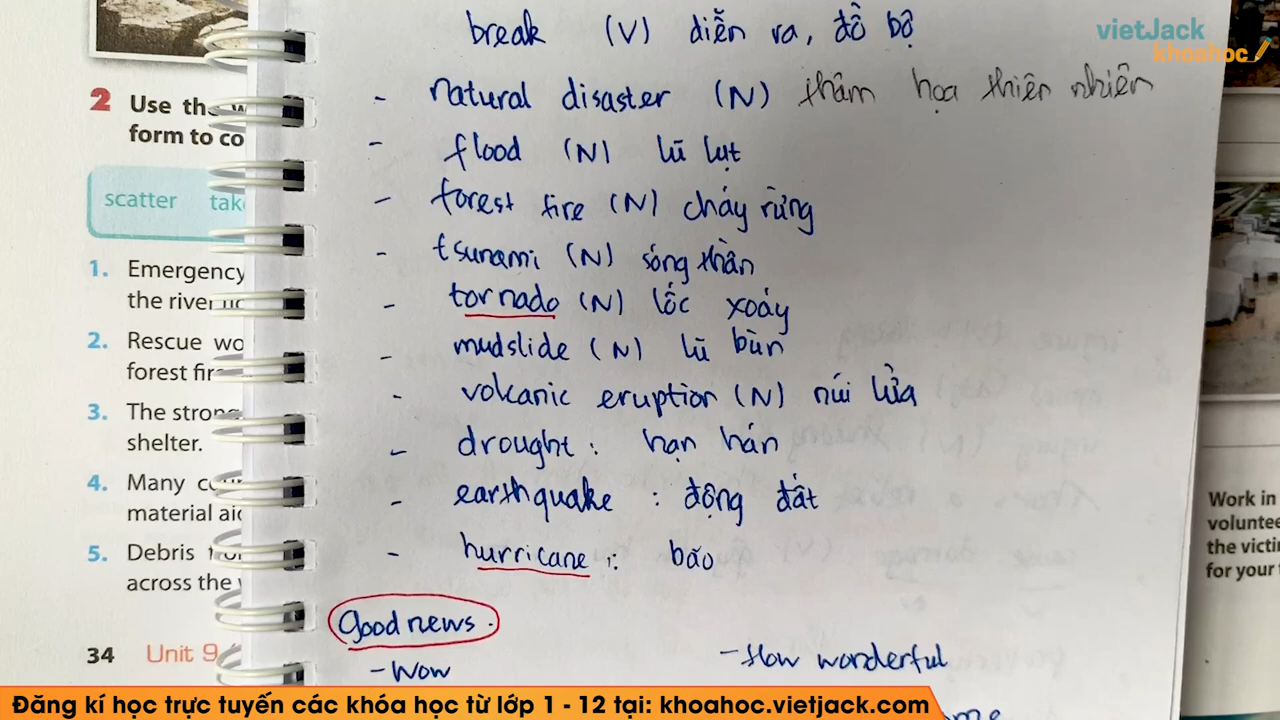 vietJack
khoahoc
break (V) diễn ra, đổ bộ
- natural disaster (N) thảm họa thiên nhiên
- flood (N) lũ lụt
- forest fire (N) cháy rừng
- tsunami (N) sóng thần
- tornado (N) lốc xoáy
- mudslide (N) lũ bùn
- volcanic eruption (N) núi lửa
- drought : hạn hán
- earthquake : động đất
- hurricane : bão
good news.
- Wow
- How wonderful
2 Use the
form to co
scatter
1. Emergency
the river
2. Rescue wo
forest
3. The
shelter.
4. Many
material
5. Debris
across the
34 Unit 9
Work in
voluntee
the victi
for your
Đăng kí học trực tuyến các khóa học từ lớp 1 - 12 tại: khoahoc.vietjack.com